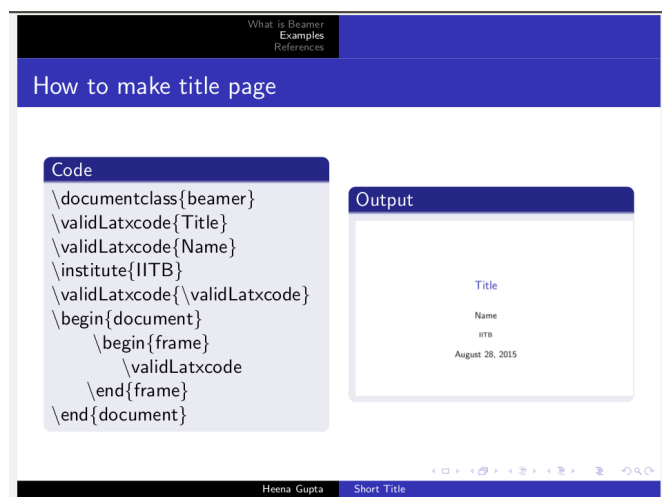 What is Beamer
Examples
References
How to make title page
Code
\documentclass{beamer}
\validLatxcode{Title}
\validLatxcode{Name}
\institute{IITB}
\validLatxcode{\validLatxcode}
\begin{document}
\begin{frame}
\validLatxcode
\end{frame}
\end{document}
Output
Title
Name
IITB
August 28, 2015
Heena Gupta
Short Title